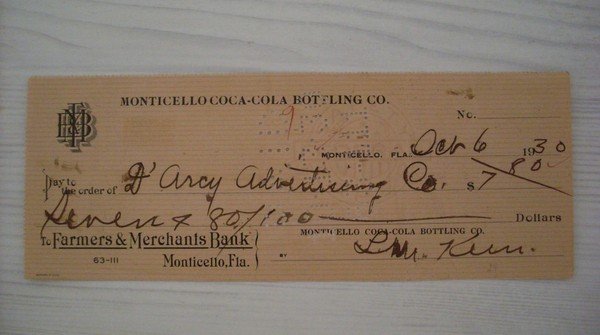 MONTICELLO COCA-COLA BOTTLING CO.
9
No.
MONTICELLO, FLA. Oct 6 1930
Pay to the order of D'Arcy Advertising Co. $7 80/00
Seven & 80/100 Dollars
To Farmers & Merchants Bank
MONTICELLO COCA-COLA BOTTLING CO.
63-111
Monticello, Fla.
BY